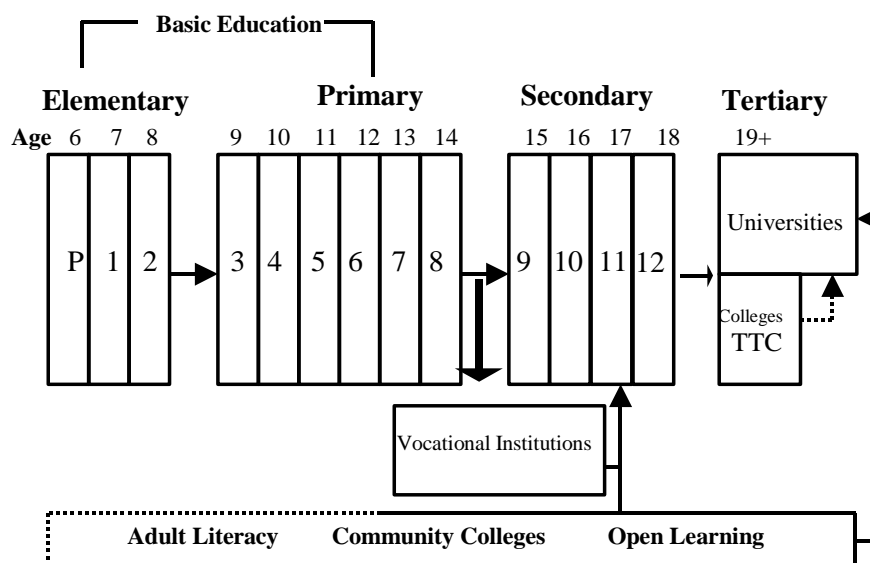 Basic Education
Elementary Primary Secondary Tertiary
Age 6 7 8 9 10 11 12 13 14 15 16 17 18 19+
P 1 2 3 4 5 6 7 8 9 10 11 12
Universities
Colleges
TTC
Vocational Institutions
Adult Literacy Community Colleges Open Learning